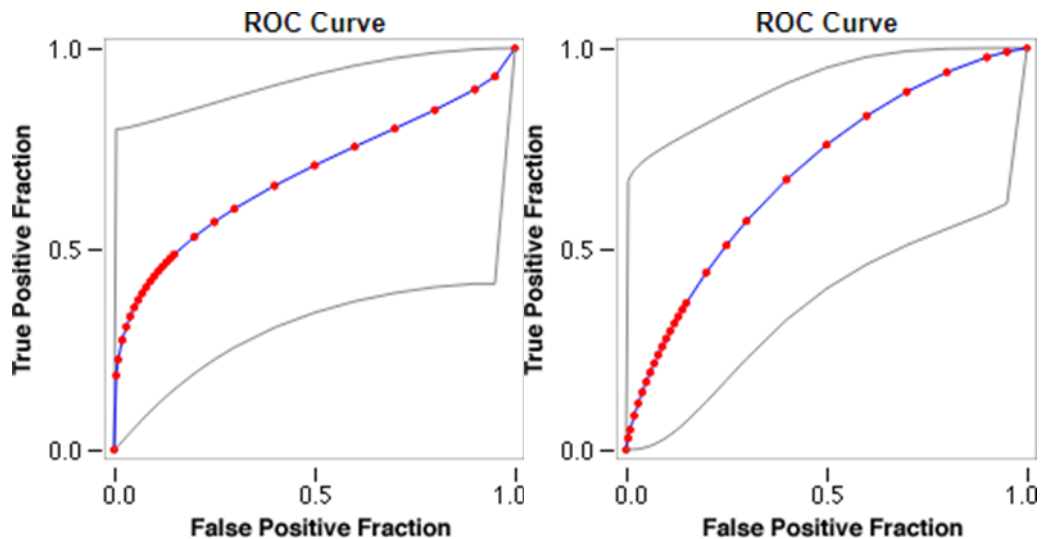 ROC Curve
True Positive Fraction
1.0
0.5
0.0
0.0 0.5 1.0
False Positive Fraction
ROC Curve
True Positive Fraction
1.0
0.5
0.0
0.0 0.5 1.0
False Positive Fraction